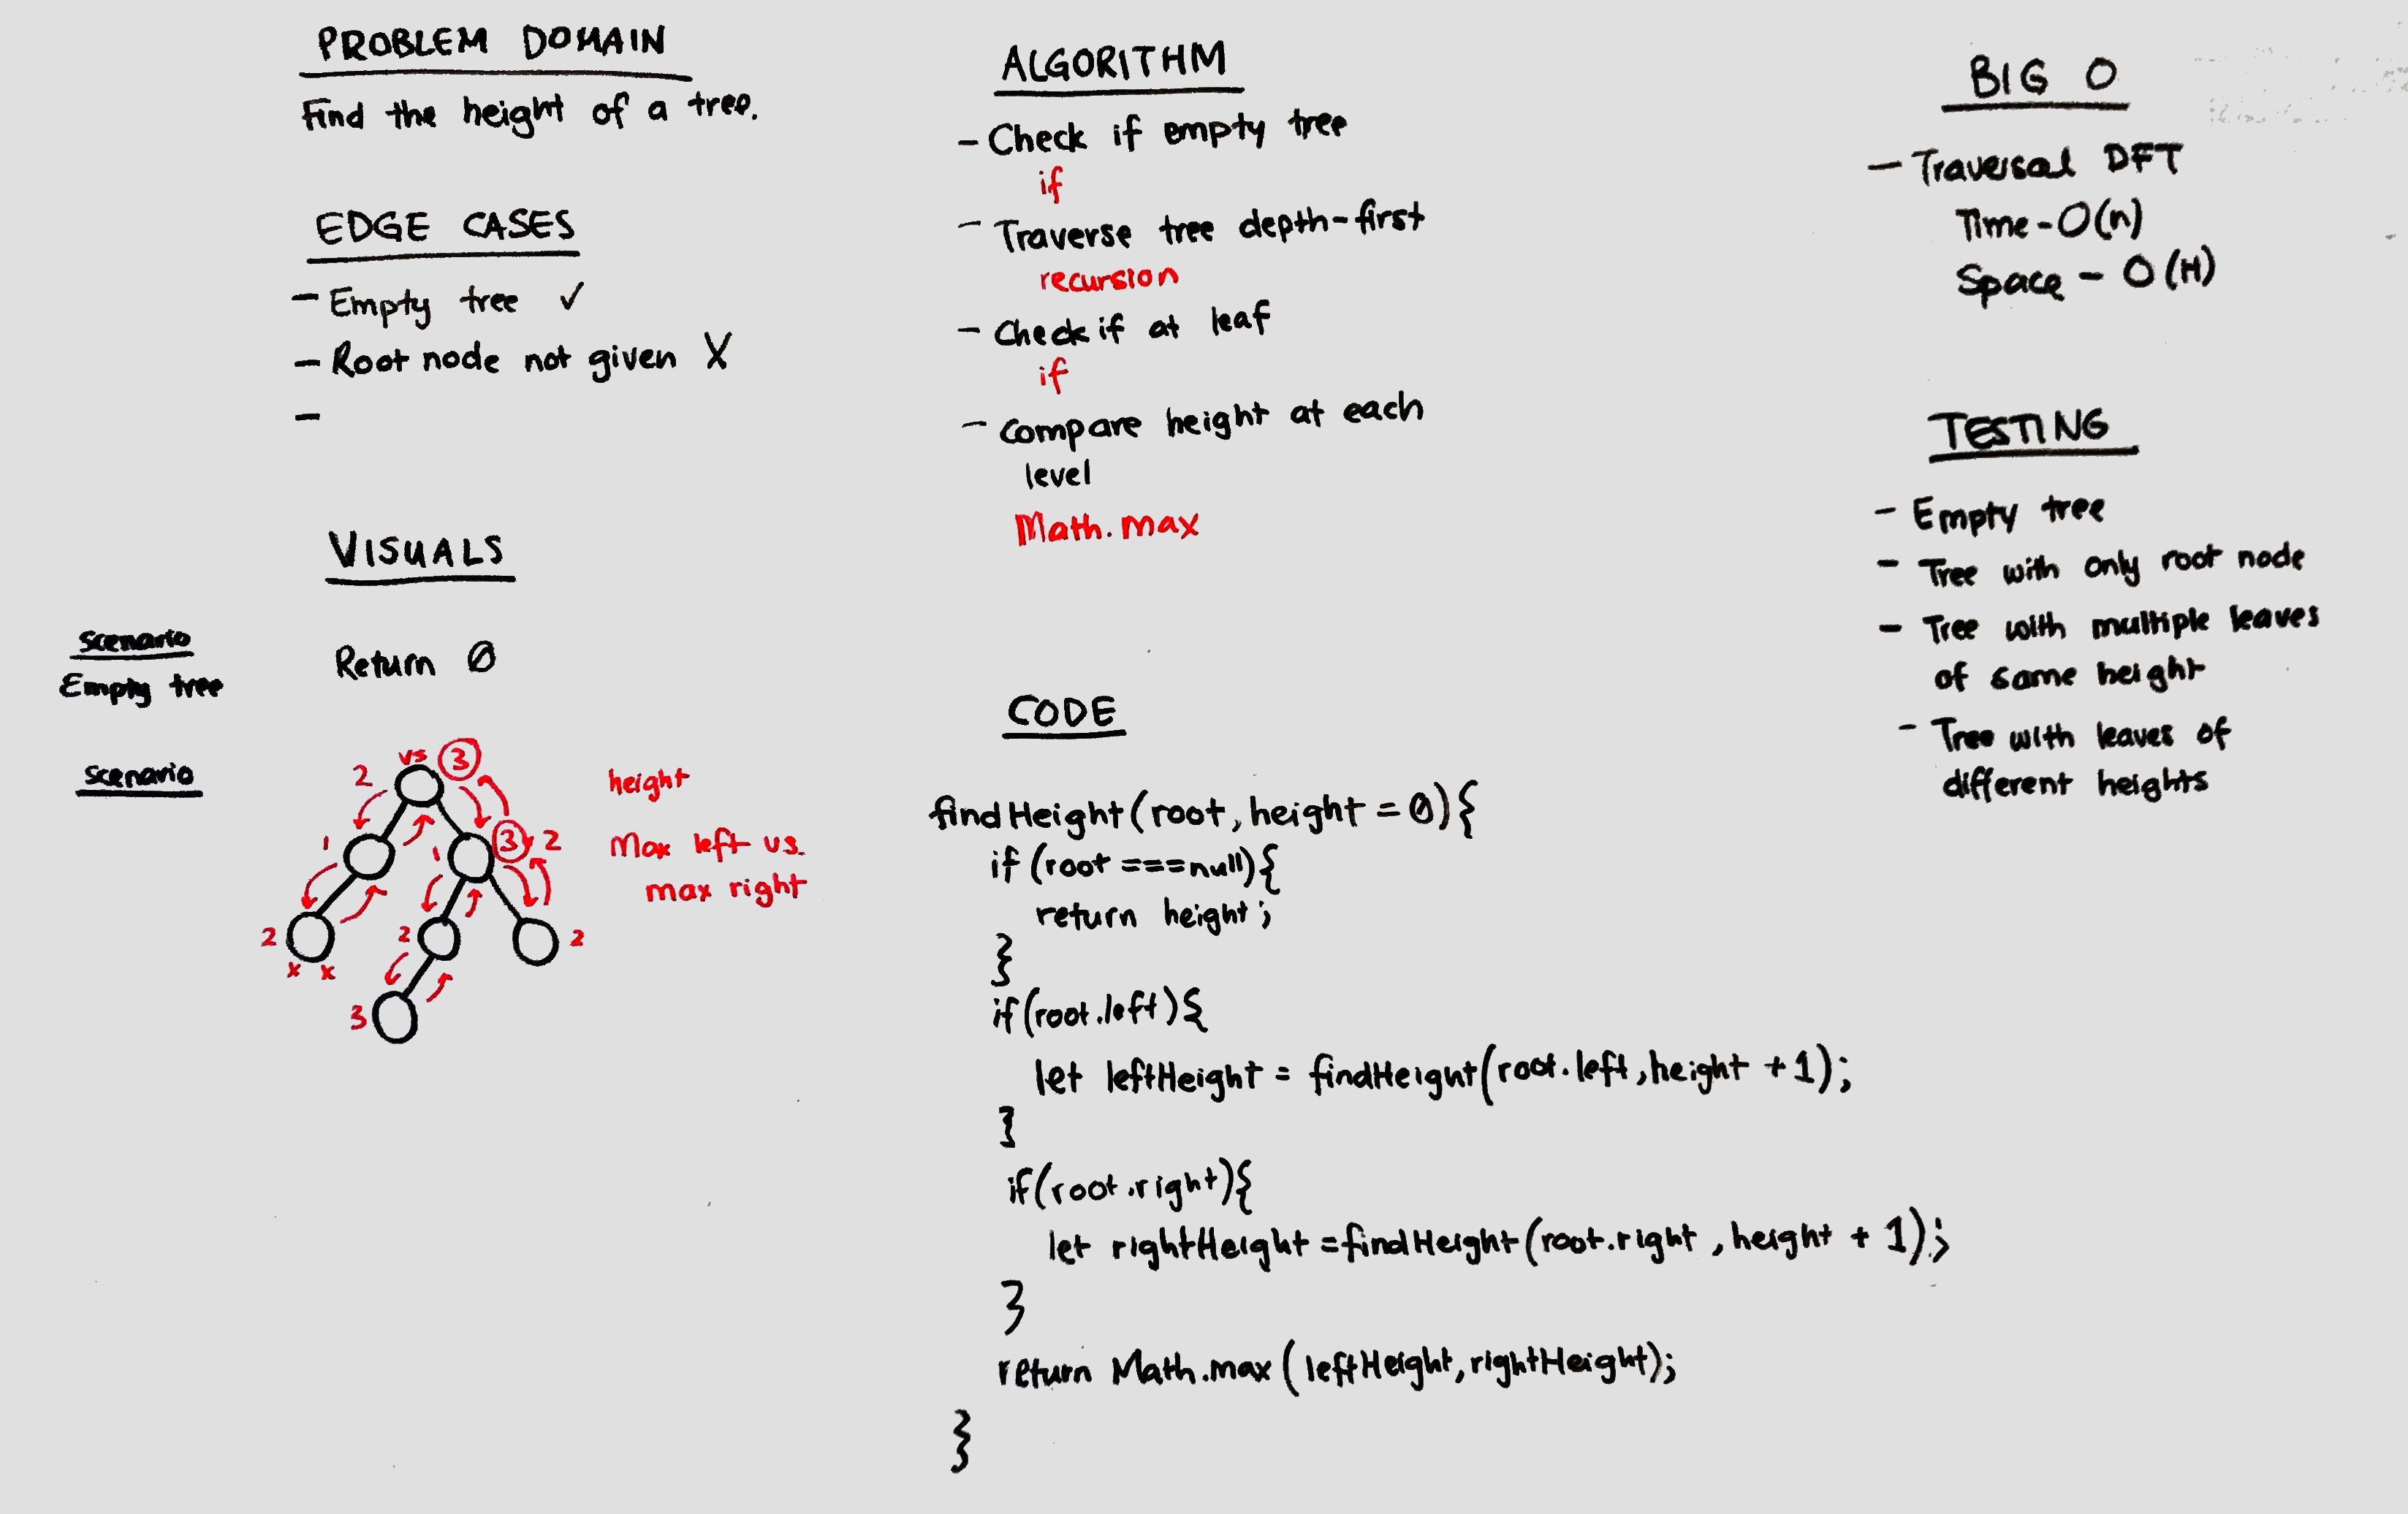 PROBLEM DOMAIN
Find the height of a tree.
EDGE CASES
- Empty tree ✓
- Root node not given X
-
VISUALS
Scenario
Empty tree
Return 0
Scenario
2 vs 3
1
1 3 2
2
x x
2
2
3
height
Max left vs.
max right
ALGORITHM
- Check if empty tree
if
- Traverse tree depth-first
recursion
- Check if at leaf
if
- Compare height at each
level
Math.max
CODE
findHeight(root, height = 0){
if (root === null){
return height;
}
if(root.left){
let leftHeight = findHeight(root.left, height + 1);
}
if(root.right){
let rightHeight = findHeight(root.right, height + 1);
}
return Math.max(leftHeight, rightHeight);
}
BIG O
- Traversal DFT
Time - O(n)
Space - O(H)
TESTING
- Empty tree
- Tree with only root node
- Tree with multiple leaves
of same height
- Tree with leaves of
different heights